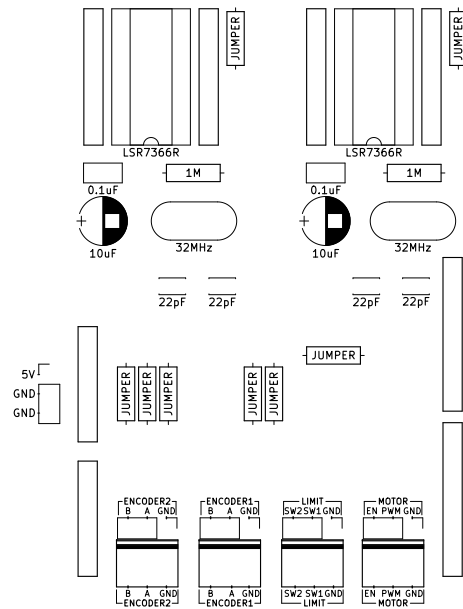 JUMPER
JUMPER
LSR7366R
LSR7366R
1M
1M
0.1uF
0.1uF
+
+
10uF
32MHz
10uF
32MHz
22pF
22pF
22pF
22pF
JUMPER
5V
GND
GND
JUMPER
JUMPER
JUMPER
JUMPER
JUMPER
ENCODER2
ENCODER1
LIMIT
MOTOR
B A GND
B A GND
SW2 SW1 GND
EN PWM GND
B A GND
B A GND
SW2 SW1 GND
EN PWM GND
ENCODER2
ENCODER1
LIMIT
MOTOR